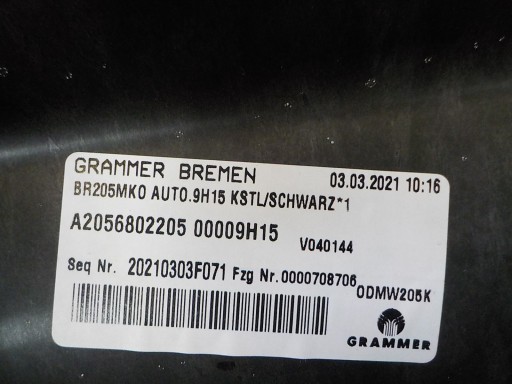 GRAMMER BREMEN 03.03.2021 10:16
BR205MKO AUTO.9H15 KSTL/SCHWARZ*1
A2056802205 00009H15 V040144
Seq Nr. 20210303F071 Fzg Nr.0000708706
ODMW205K
GRAMMER